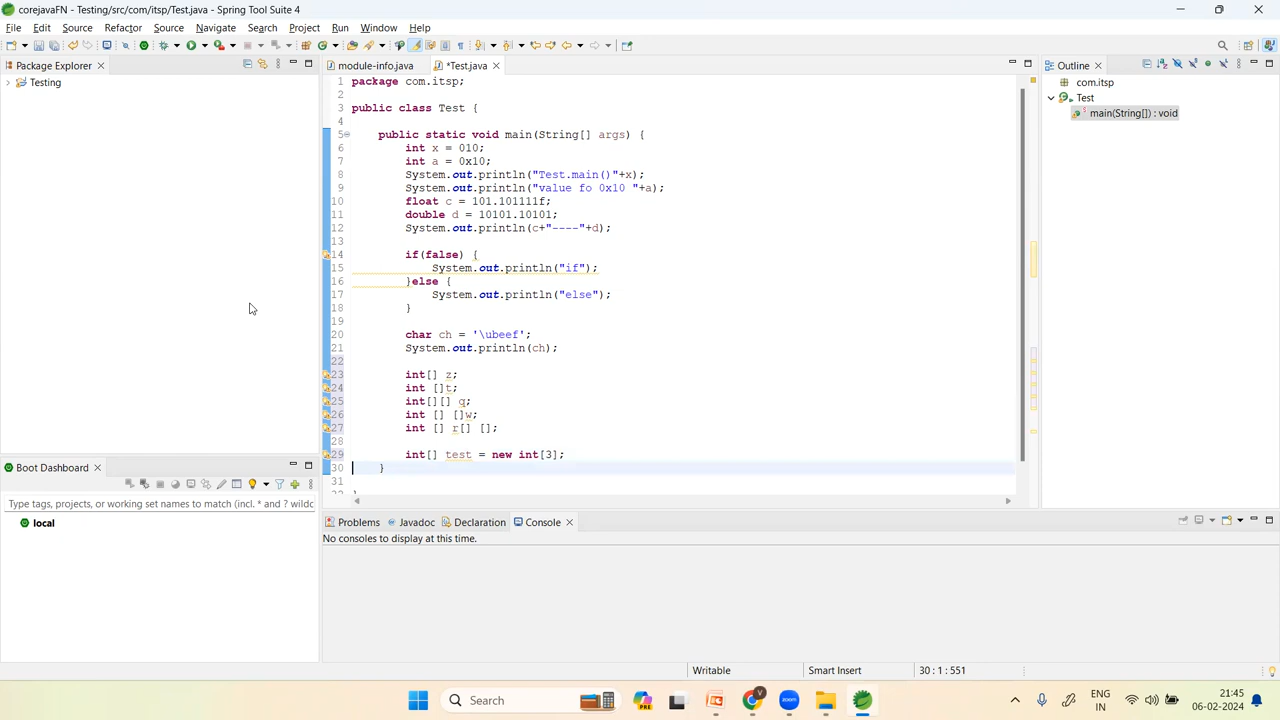 corejavaFN - Testing/src/com/itsp/Test.java - Spring Tool Suite 4
File Edit Source Refactor Source Navigate Search Project Run Window Help
Package Explorer
Testing
module-info.java
*Test.java
1 package com.itsp;
2
3 public class Test {
4
5 public static void main(String[] args) {
6 int x = 010;
7 int a = 0x10;
8 System.out.println("Test.main()"+x);
9 System.out.println("value fo 0x10 "+a);
10 float c = 101.101111f;
11 double d = 10101.10101;
12 System.out.println(c+"----"+d);
13
14 if(false) {
15 System.out.println("if");
16 }else {
17 System.out.println("else");
18 }
19
20 char ch = '\ubeef';
21 System.out.println(ch);
22
23 int[] z;
24 int []t;
25 int[][] q;
26 int [] []w;
27 int [] r[] [];
28
29 int[] test = new int[3];
30 }
31
Outline
com.itsp
Test
main(String[]) : void
Boot Dashboard
Type tags, projects, or working set names to match (incl. * and ? wildc
local
Problems Javadoc Declaration Console
No consoles to display at this time.
Writable Smart Insert 30 : 1 : 551
Search
PRE
V
zoom
ENG
IN
21:45
06-02-2024